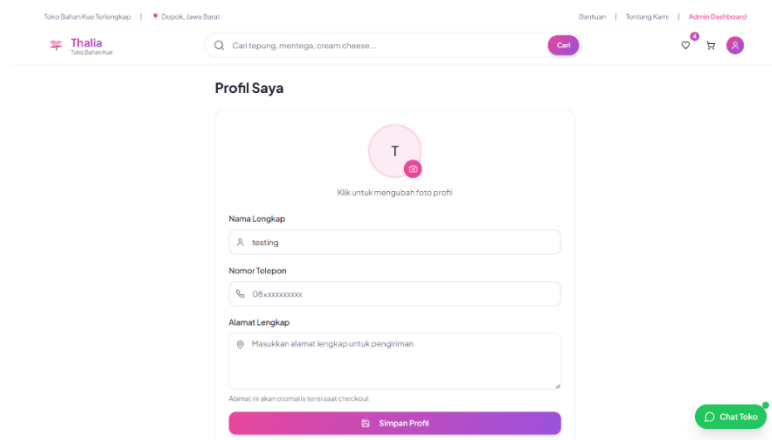 Toko Bahan Kue Terlengkap | Depok, Jawa Barat
Bantuan | Tentang Kami | Admin Dashboard
Thalia
Toko Bahan Kue
Cari tepung, mentega, cream cheese...
Cari
4
Profil Saya
T
Klik untuk mengubah foto profil
Nama Lengkap
testing
Nomor Telepon
08xxxxxxxxxx
Alamat Lengkap
Masukkan alamat lengkap untuk pengiriman
Alamat ini akan otomatis terisi saat checkout
Simpan Profil
Chat Toko